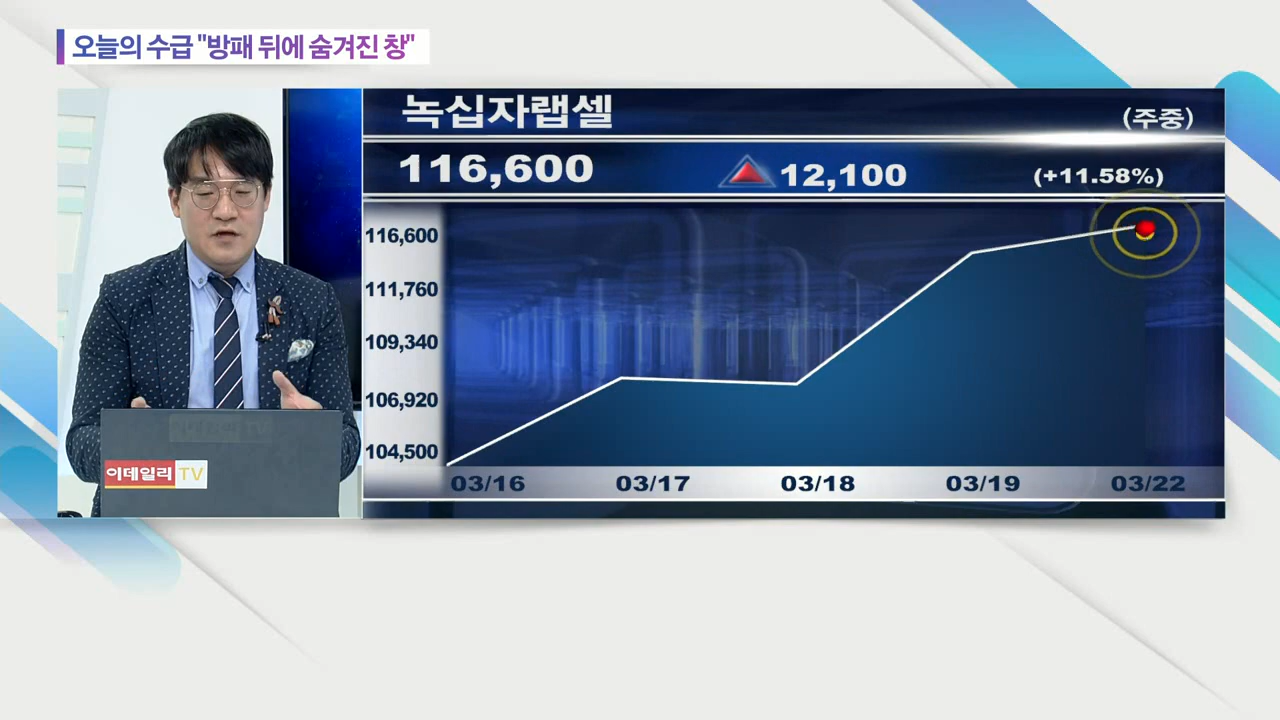 오늘의 수급 "방패 뒤에 숨겨진 창"
녹십자랩셀
(주중)
116,600
12,100
(+11.58%)
116,600
111,760
109,340
106,920
104,500
03/16 03/17 03/18 03/19 03/22
이데일리 TV